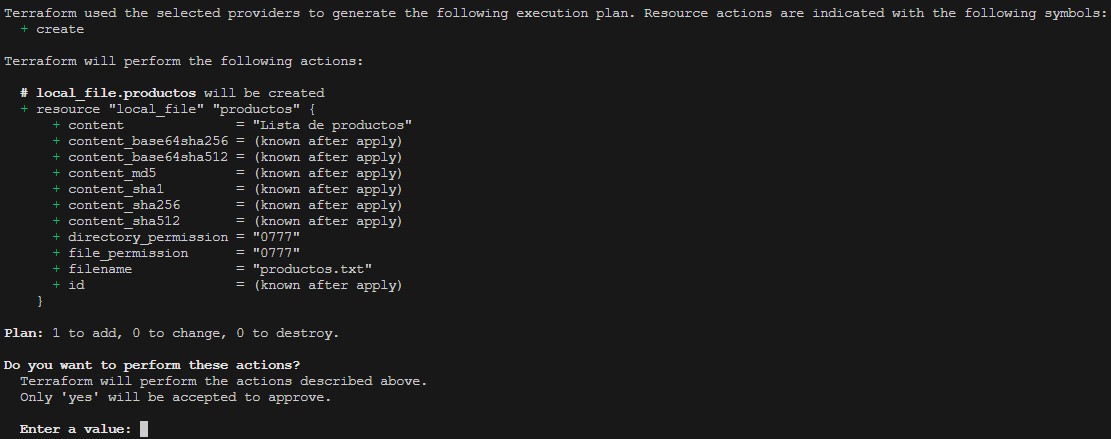 Terraform used the selected providers to generate the following execution plan. Resource actions are indicated with the following symbols:
  + create

Terraform will perform the following actions:

  # local_file.productos will be created
  + resource "local_file" "productos" {
      + content              = "Lista de productos"
      + content_base64sha256 = (known after apply)
      + content_base64sha512 = (known after apply)
      + content_md5          = (known after apply)
      + content_sha1         = (known after apply)
      + content_sha256       = (known after apply)
      + content_sha512       = (known after apply)
      + directory_permission = "0777"
      + file_permission      = "0777"
      + filename             = "productos.txt"
      + id                   = (known after apply)
    }

Plan: 1 to add, 0 to change, 0 to destroy.

Do you want to perform these actions?
  Terraform will perform the actions described above.
  Only 'yes' will be accepted to approve.

  Enter a value: